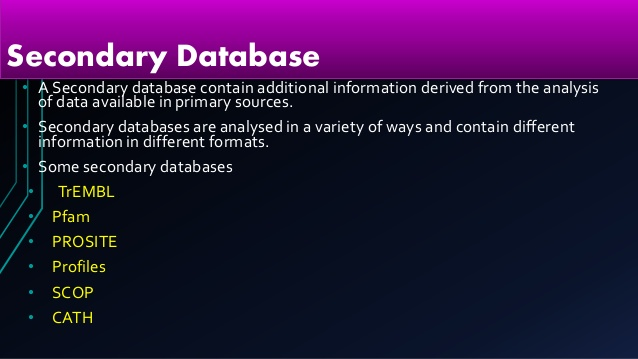 Secondary Database
• A Secondary database contain additional information derived from the analysis
of data available in primary sources.
• Secondary databases are analysed in a variety of ways and contain different
information in different formats.
• Some secondary databases
• TrEMBL
• Pfam
• PROSITE
• Profiles
• SCOP
• CATH